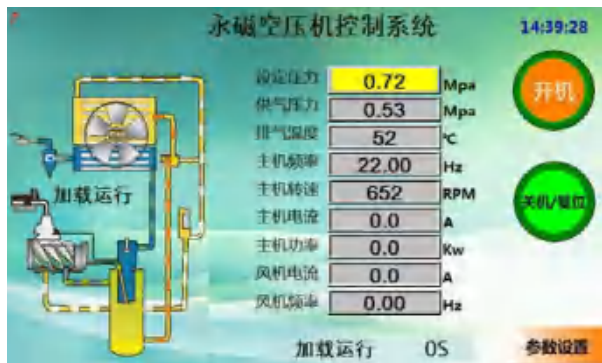 永磁空压机控制系统
14:39:28
设定压力 0.72 Mpa
供气压力 0.53 Mpa
排气温度 52 ℃
主机频率 22.00 Hz
主机转速 652 RPM
主机电流 0.0 A
主机功率 0.0 Kw
风机电流 0.0 A
风机频率 0.00 Hz
开机
关机/复位
加载运行
加载运行 0S
参数设置